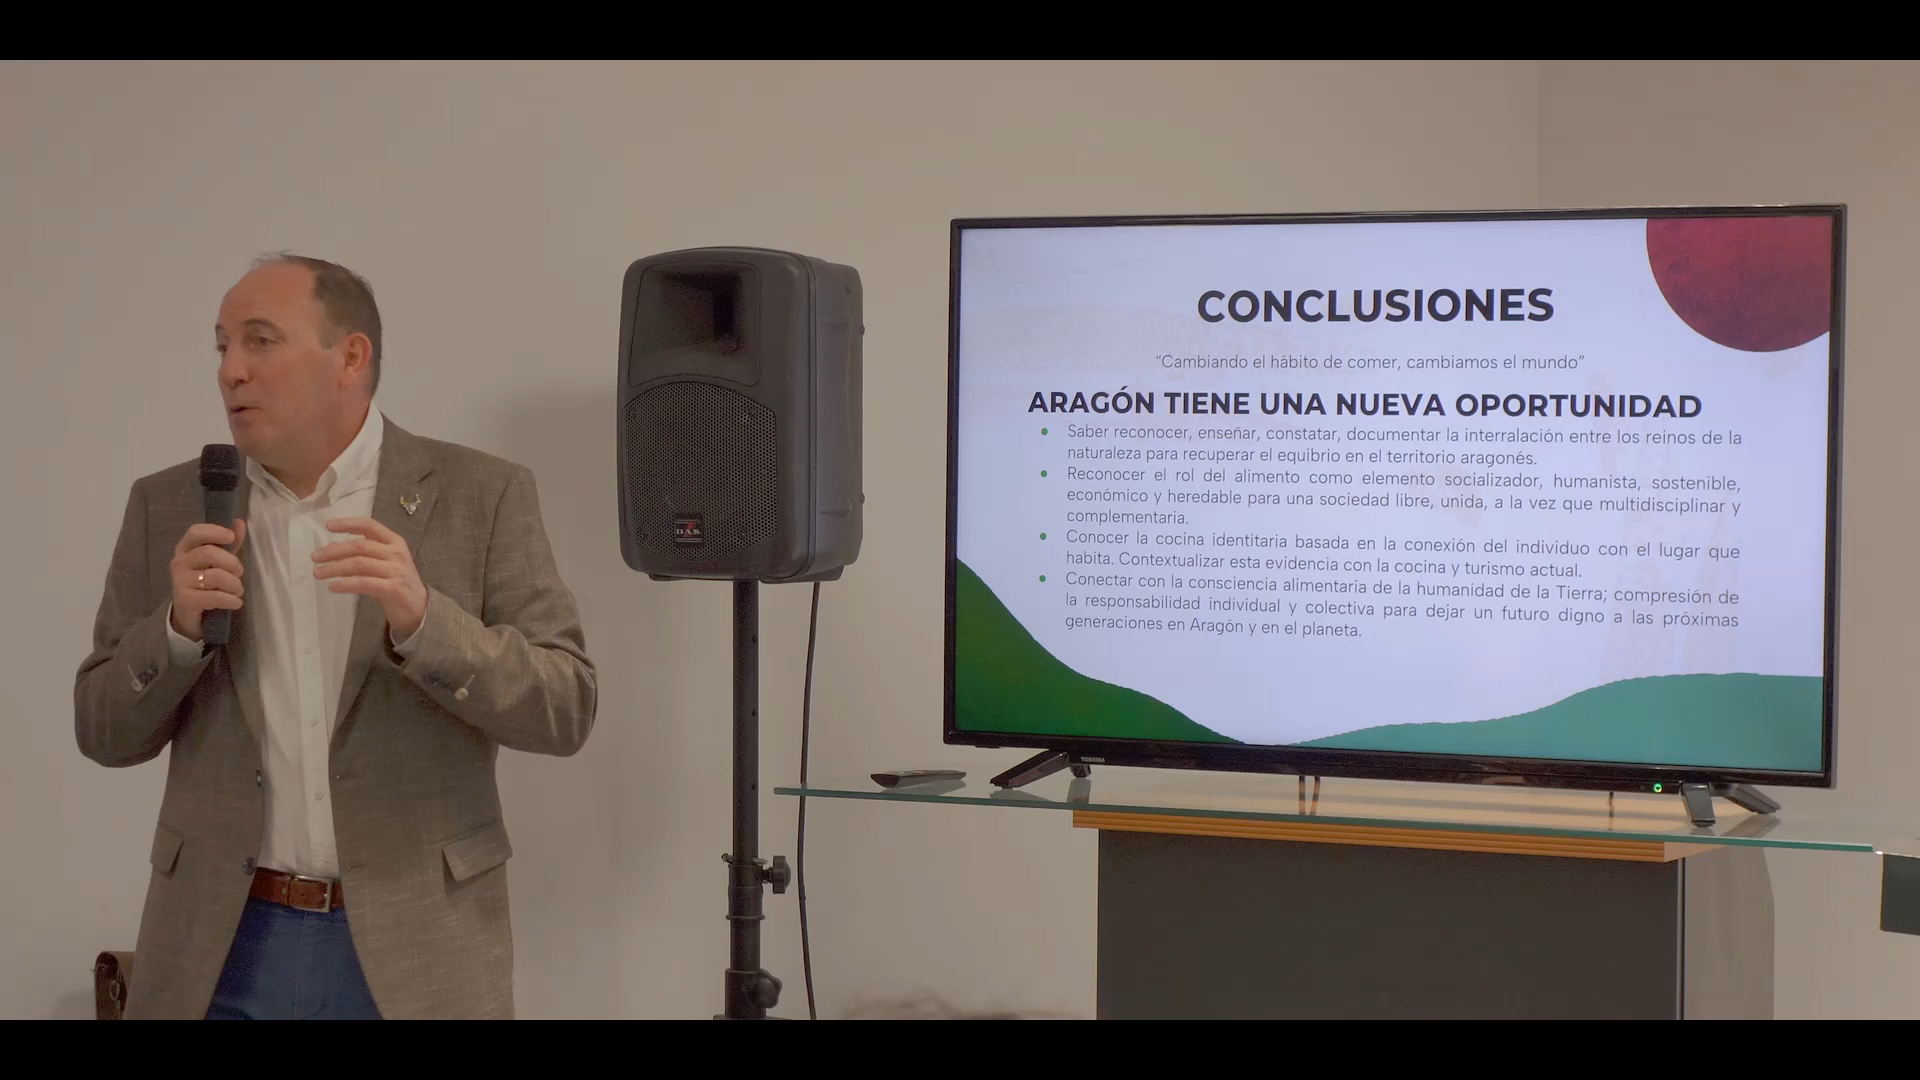 CONCLUSIONES
“Cambiando el hábito de comer, cambiamos el mundo”
ARAGÓN TIENE UNA NUEVA OPORTUNIDAD
Saber reconocer, enseñar, constatar, documentar la interralación entre los reinos de la
naturaleza para recuperar el equibrio en el territorio aragonés.
Reconocer el rol del alimento como elemento socializador, humanista, sostenible,
económico y heredable para una sociedad libre, unida, a la vez que multidisciplinar y
complementaria.
Conocer la cocina identitaria basada en la conexión del individuo con el lugar que
habita. Contextualizar esta evidencia con la cocina y turismo actual.
Conectar con la consciencia alimentaria de la humanidad de la Tierra; compresión de
la responsabilidad individual y colectiva para dejar un futuro digno a las próximas
generaciones en Aragón y en el planeta.
DAS
TOSHIBA